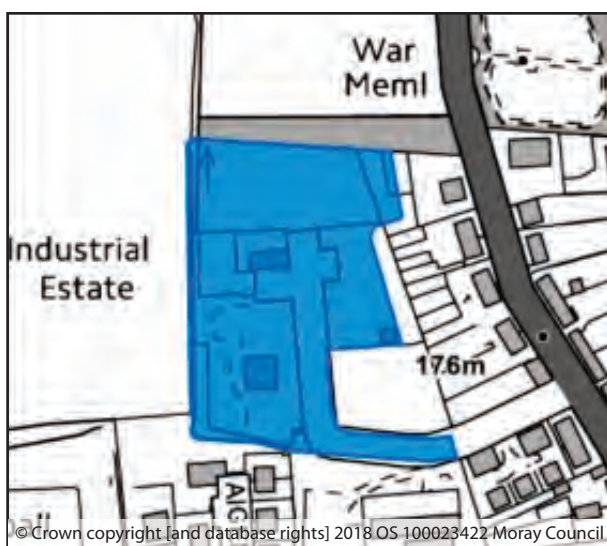 War
Meml
Industrial
Estate
17.6m
© Crown copyright [and database rights] 2018 OS 100023422 Moray Council